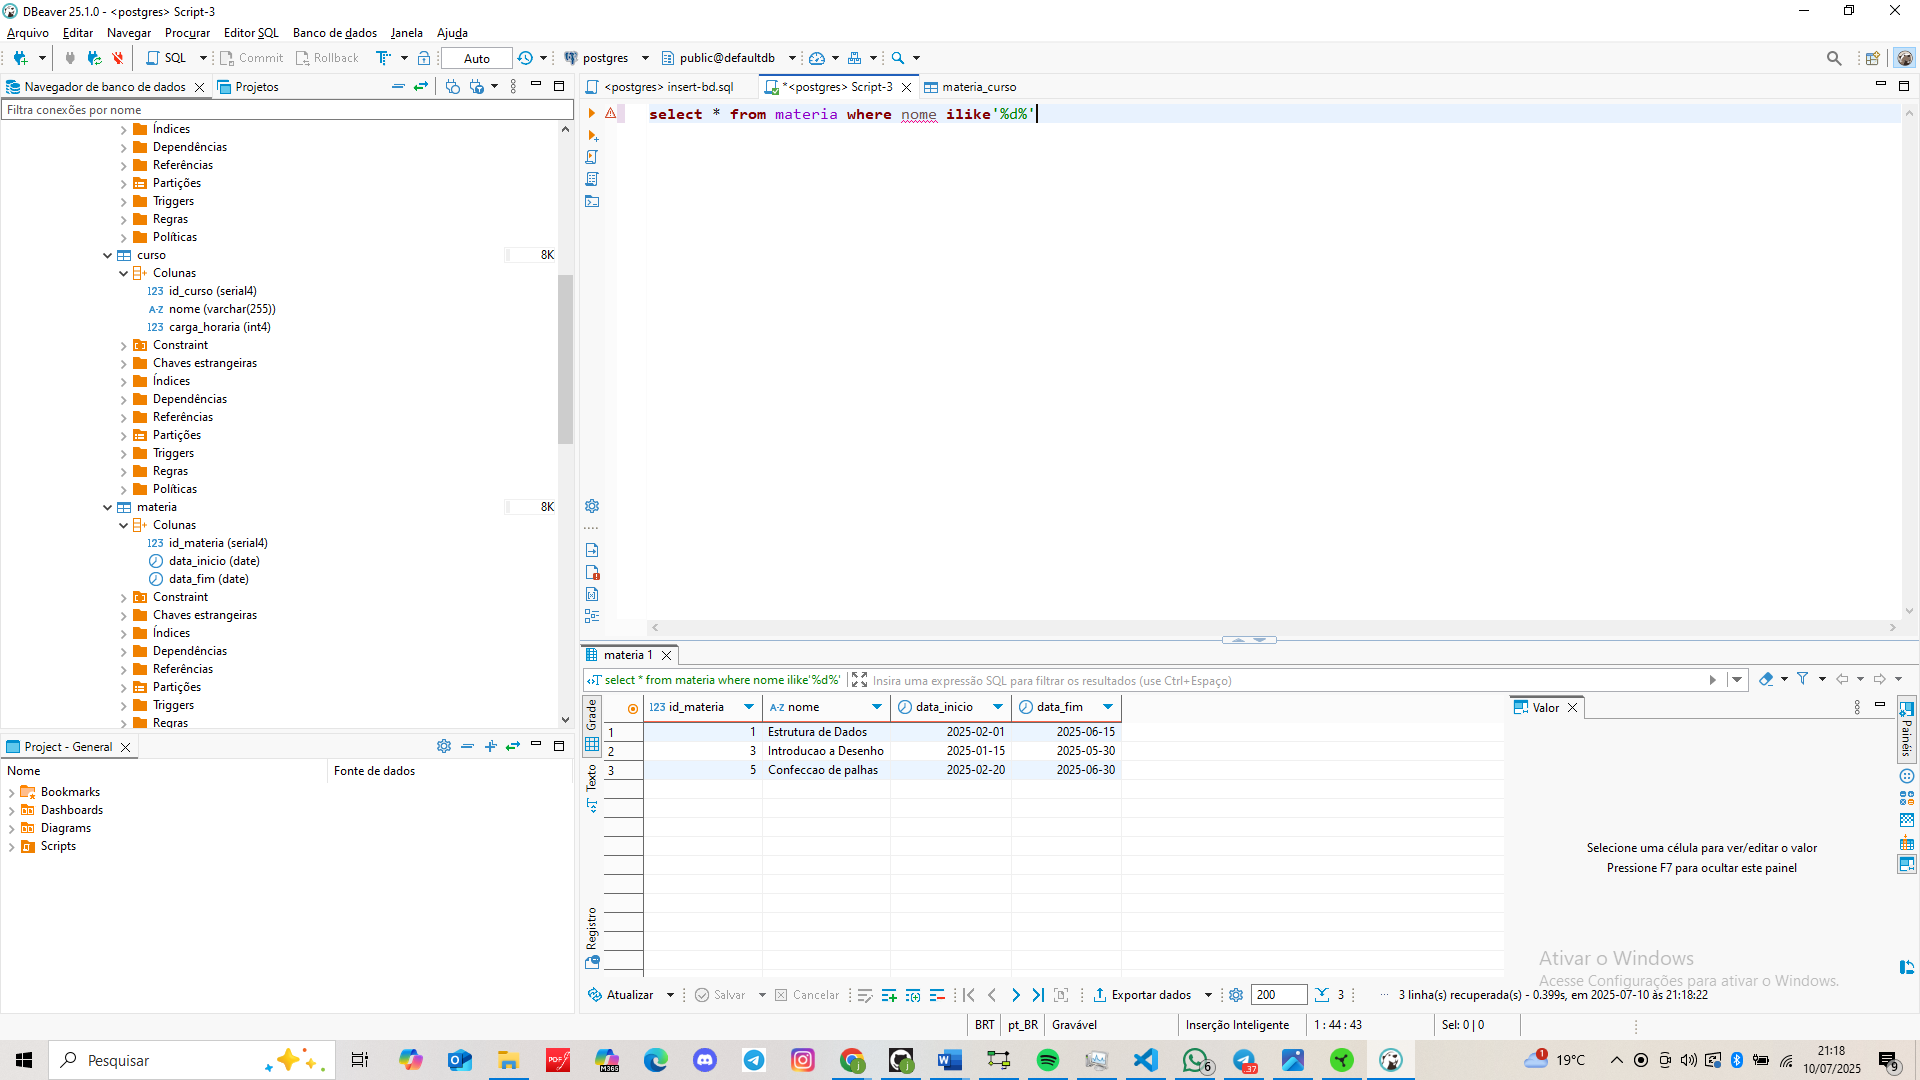 DBeaver 25.1.0 - <postgres> Script-3
Arquivo Editar Navegar Procurar Editor SQL Banco de dados Janela Ajuda
SQL Commit Rollback Auto postgres public@defaultdb
Navegador de banco de dados Projetos
Filtra conexões por nome
Índices
Dependências
Referências
Partições
Triggers
Regras
Políticas
curso 8K
Colunas
123 id_curso (serial4)
A-Z nome (varchar(255))
123 carga_horaria (int4)
Constraint
Chaves estrangeiras
Índices
Dependências
Referências
Partições
Triggers
Regras
Políticas
materia 8K
Colunas
123 id_materia (serial4)
data_inicio (date)
data_fim (date)
Constraint
Chaves estrangeiras
Índices
Dependências
Referências
Partições
Triggers
Regras
Project - General
Nome Fonte de dados
Bookmarks
Dashboards
Diagrams
Scripts
<postgres> insert-bd.sql *<postgres> Script-3 materia_curso
select * from materia where nome ilike'%d%'
materia 1
select * from materia where nome ilike'%d%' Insira uma expressão SQL para filtrar os resultados (use Ctrl+Espaço)
Grade
Texto
Registro
123 id_materia A-Z nome data_inicio data_fim
1 1 Estrutura de Dados 2025-02-01 2025-06-15
2 3 Introducao a Desenho 2025-01-15 2025-05-30
3 5 Confeccao de palhas 2025-02-20 2025-06-30
Valor
Painéis
Selecione uma célula para ver/editar o valor
Pressione F7 para ocultar este painel
Ativar o Windows
Acesse Configurações para ativar o Windows.
Atualizar Salvar Cancelar Exportar dados 200 3 ··· 3 linha(s) recuperada(s) - 0.399s, em 2025-07-10 às 21:18:22
BRT pt_BR Gravável Inserção Inteligente 1 : 44 : 43 Sel: 0 | 0
Pesquisar
PDF
M365
6
37
1
19°C
21:18
10/07/2025
9